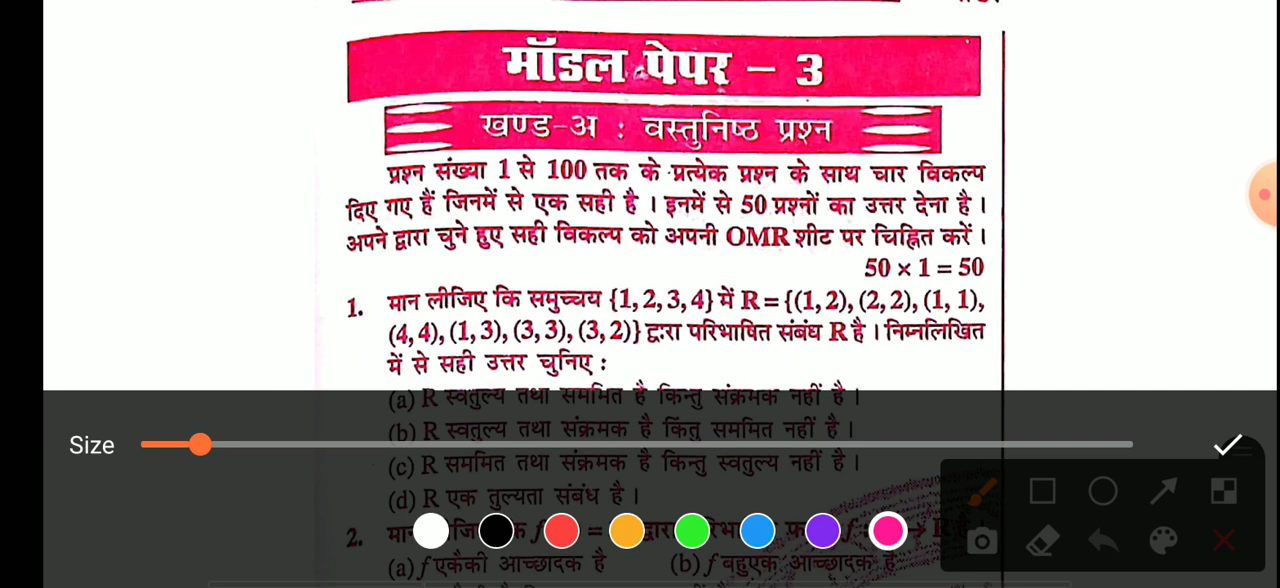 मॉडल पेपर – 3
खण्ड-अ : वस्तुनिष्ठ प्रश्न
प्रश्न संख्या 1 से 100 तक के प्रत्येक प्रश्न के साथ चार विकल्प
दिए गए हैं जिनमें से एक सही है । इनमें से 50 प्रश्नों का उत्तर देना है ।
अपने द्वारा चुने हुए सही विकल्प को अपनी OMR शीट पर चिह्नित करें ।
50 × 1 = 50
1. मान लीजिए कि समुच्चय {1, 2, 3, 4} में R = {(1, 2), (2, 2), (1, 1),
(4, 4), (1, 3), (3, 3), (3, 2)} द्वारा परिभाषित संबंध R है । निम्नलिखित
में से सही उत्तर चुनिए :
(a) R स्वतुल्य तथा सममित है किन्तु संक्रमक नहीं है ।
(b) R स्वतुल्य तथा संक्रमक है किंतु सममित नहीं है ।
Size
(c) R सममित तथा संक्रमक है किन्तु स्वतुल्य नहीं है ।
(d) R एक तुल्यता संबंध है ।
2.
(a) f एकैकी आच्छादक है (b) f बहुएक आच्छादक है